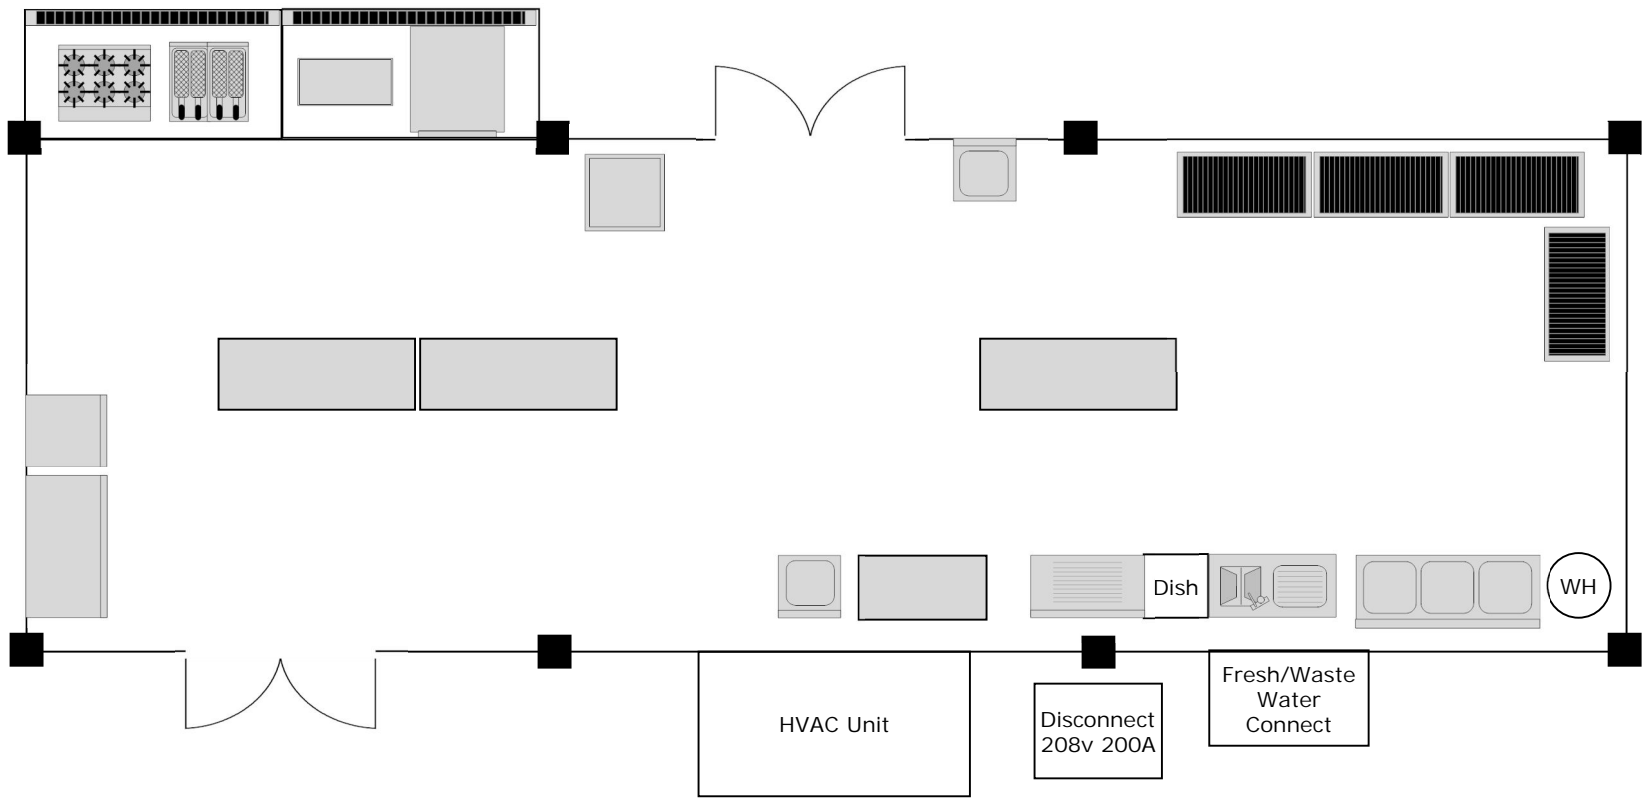 Dish
WH
HVAC Unit
Disconnect
208v 200A
Fresh/Waste
Water
Connect